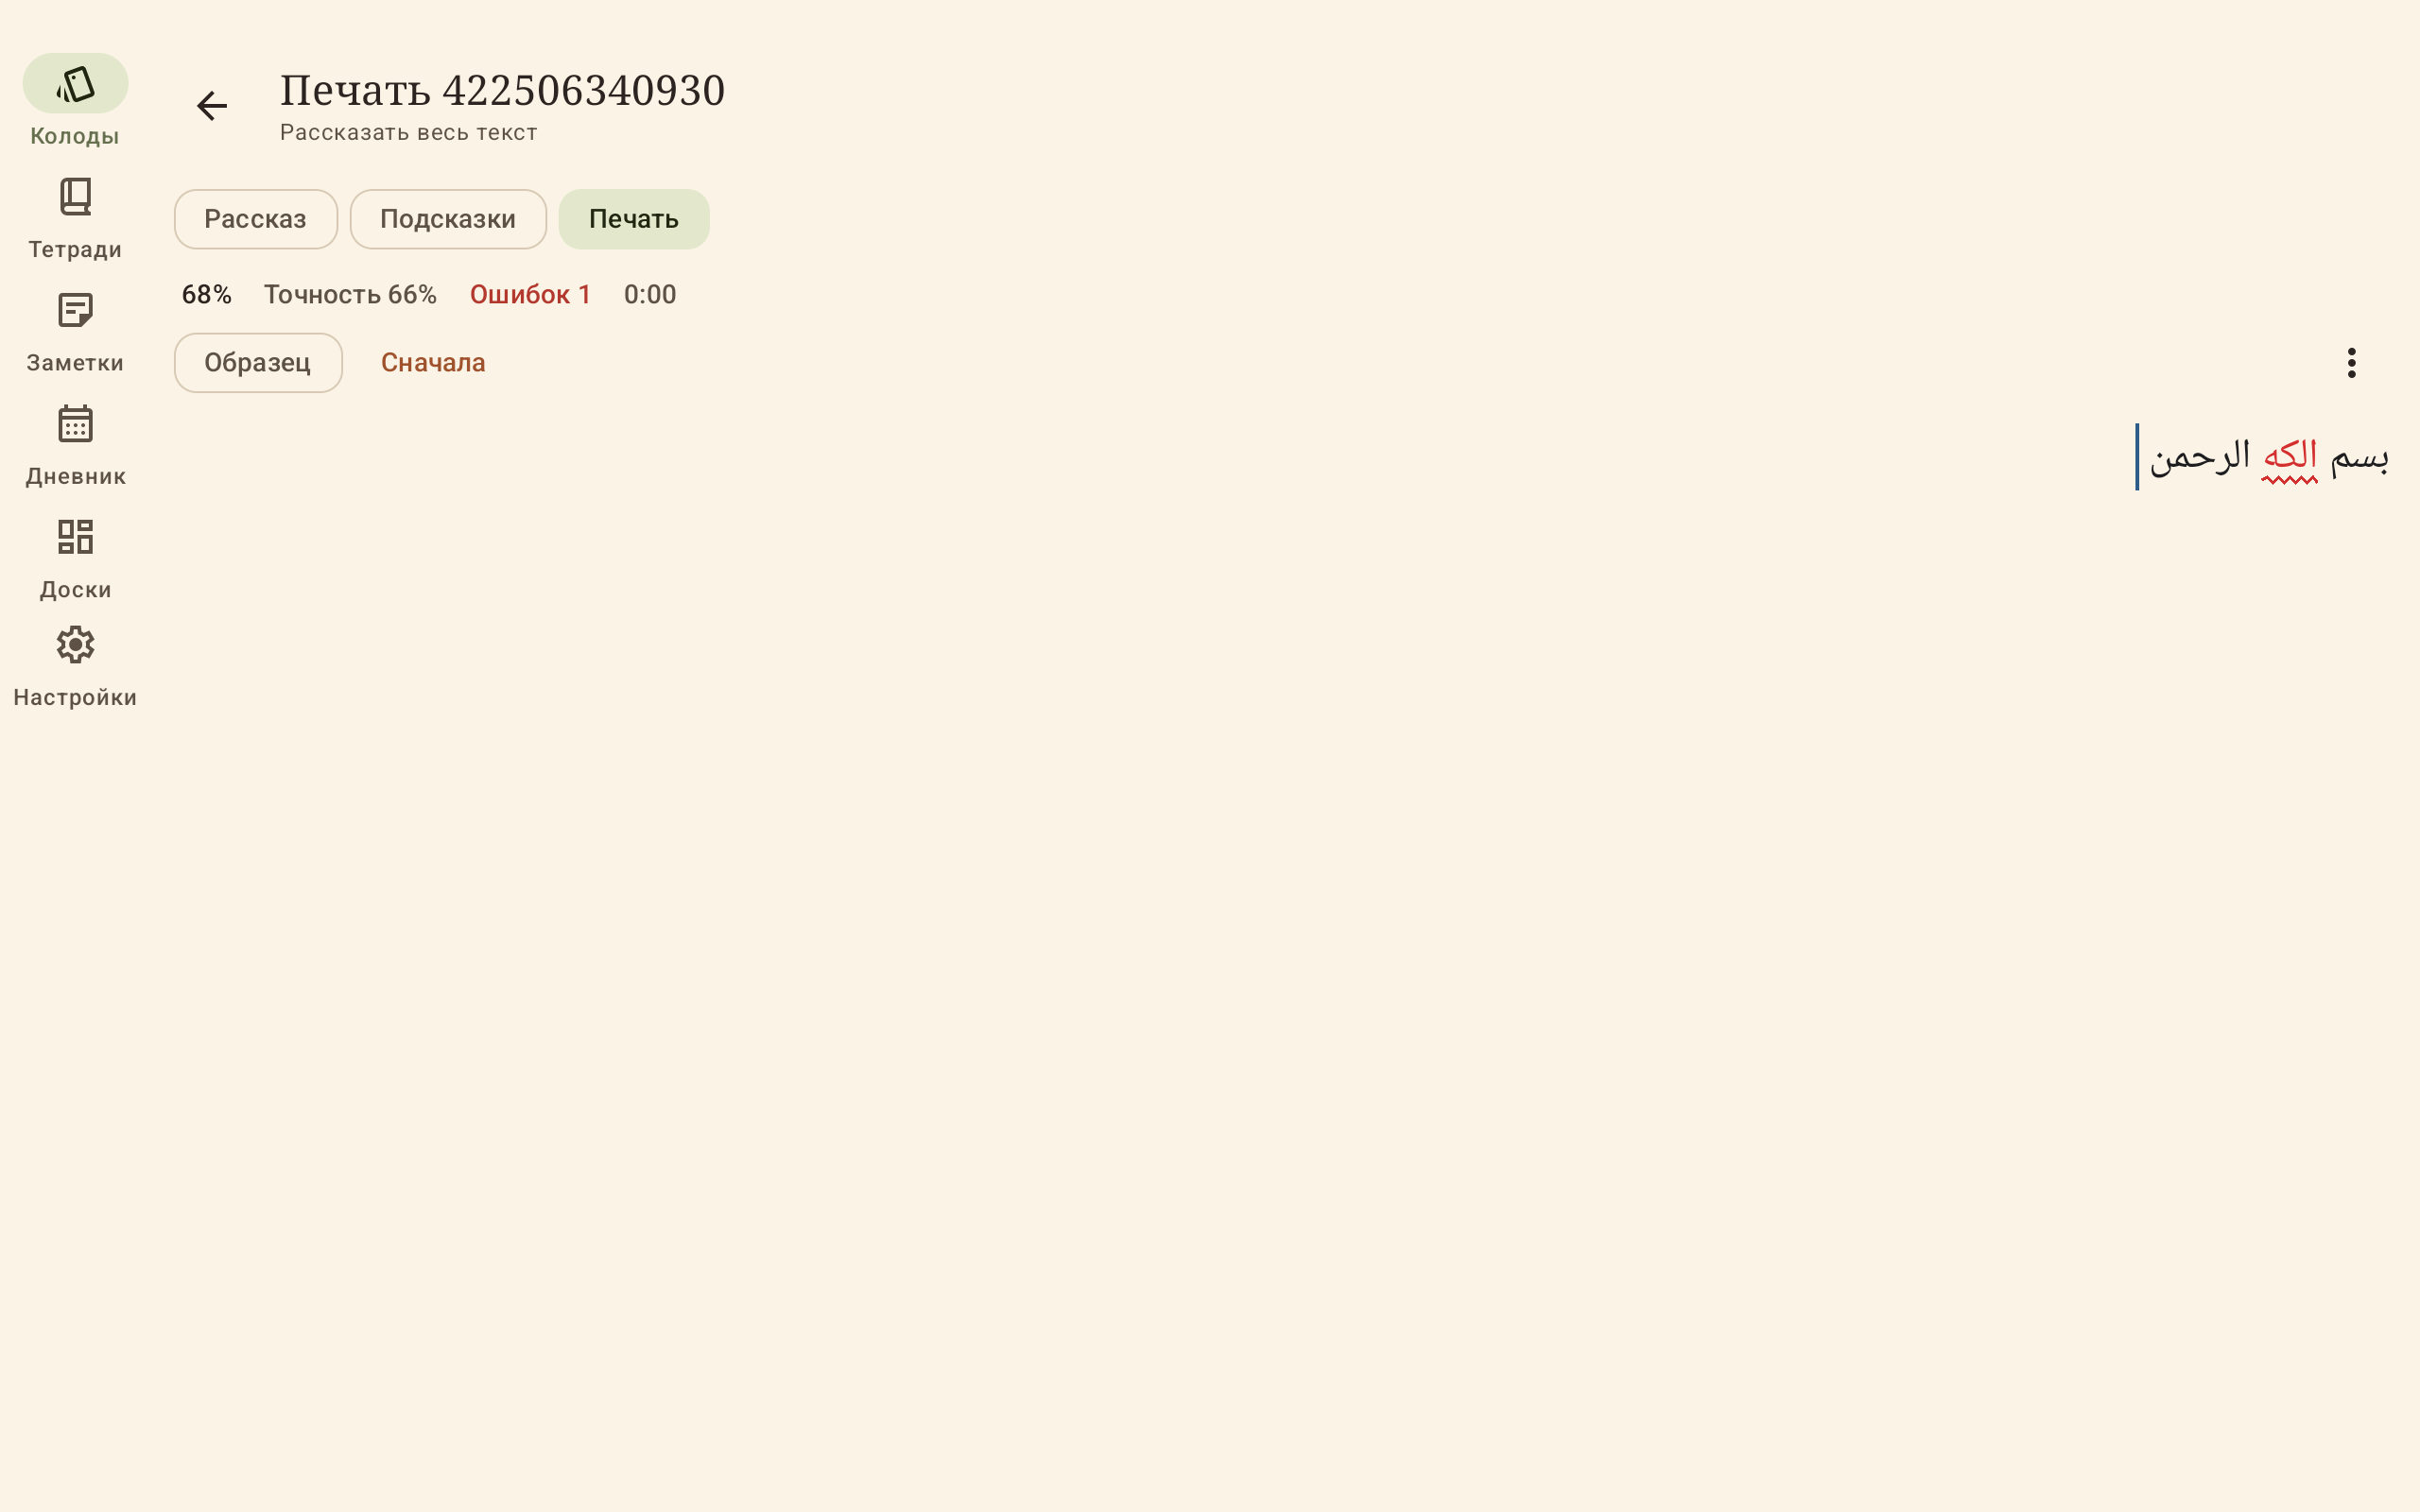 Колоды
Тетради
Заметки
Дневник
Доски
Настройки
Печать 422506340930
Рассказать весь текст
Рассказ Подсказки Печать
68% Точность 66% Ошибок 1 0:00
Образец Сначала
بسم الكه الرحمن